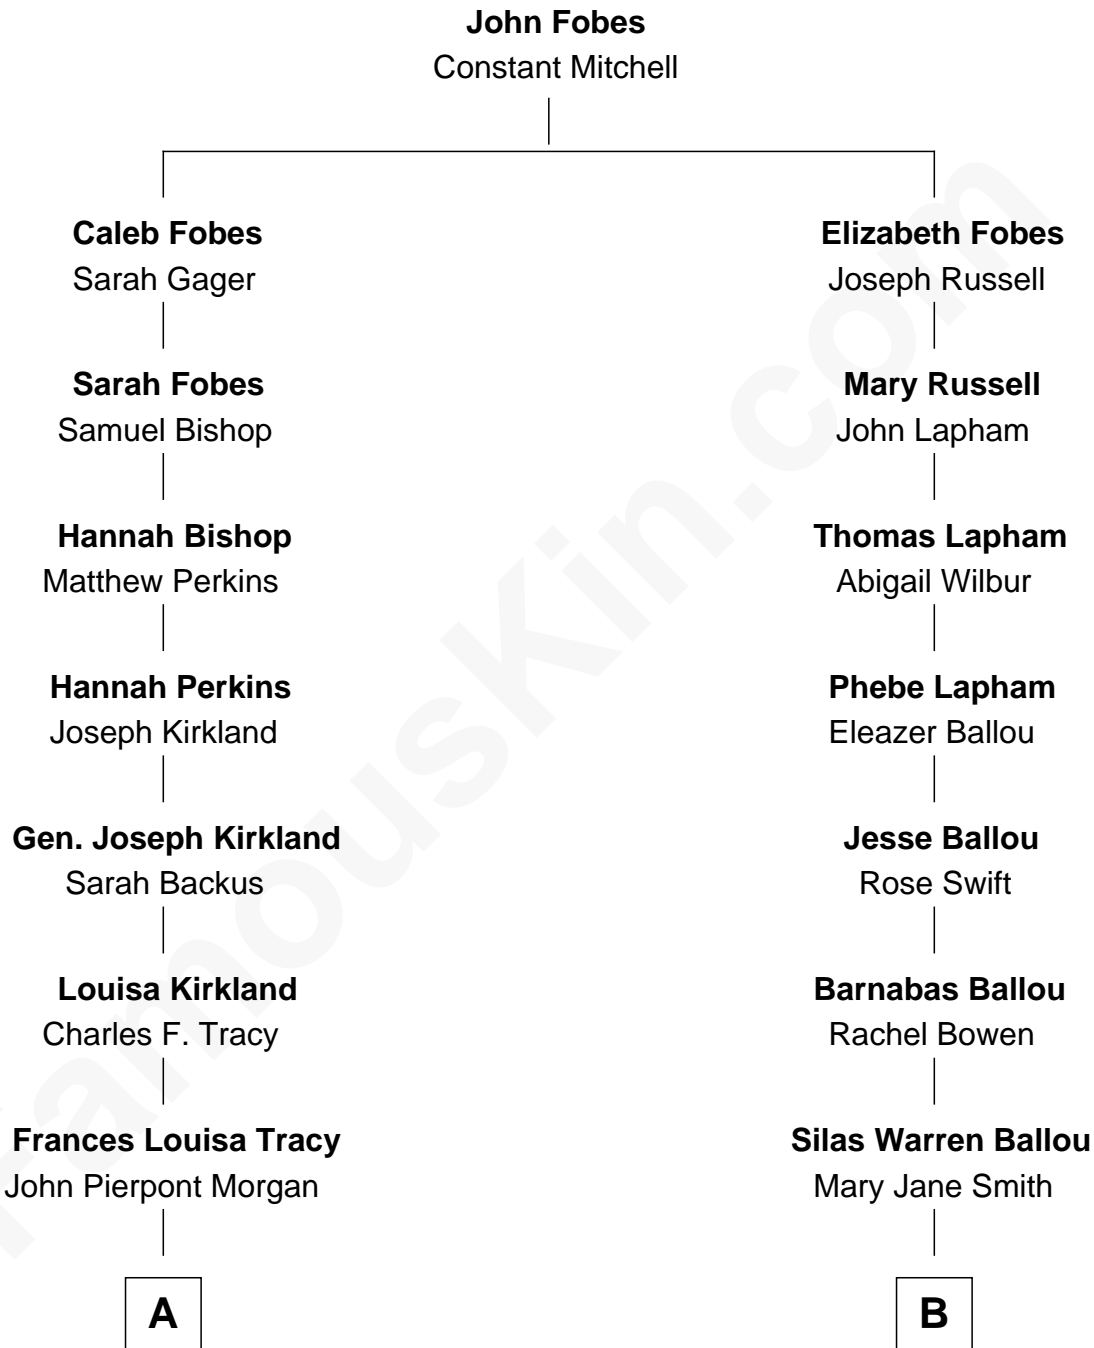 John Fobes
Constant Mitchell
Caleb Fobes
Sarah Gager
Elizabeth Fobes
Joseph Russell
Sarah Fobes
Samuel Bishop
Mary Russell
John Lapham
Hannah Bishop
Matthew Perkins
Thomas Lapham
Abigail Wilbur
Hannah Perkins
Joseph Kirkland
Phebe Lapham
Eleazer Ballou
Gen. Joseph Kirkland
Sarah Backus
Jesse Ballou
Rose Swift
Louisa Kirkland
Charles F. Tracy
Barnabas Ballou
Rachel Bowen
Frances Louisa Tracy
John Pierpont Morgan
Silas Warren Ballou
Mary Jane Smith
A
B
FamousKin.com